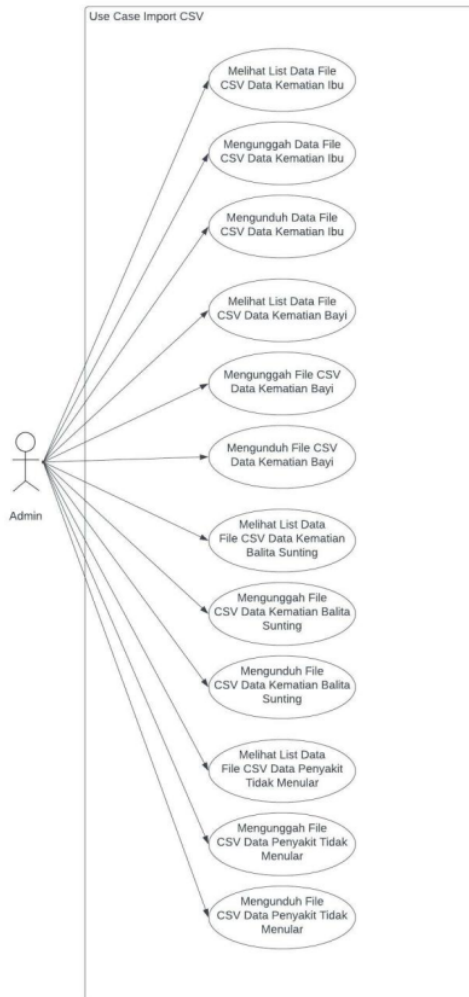 Use Case Import CSV
Melihat List Data File
CSV Data Kematian Ibu
Mengunggah Data File
CSV Data Kematian Ibu
Mengunduh Data File
CSV Data Kematian Ibu
Melihat List Data File
CSV Data Kematian Bayi
Mengunggah File CSV
Data Kematian Bayi
Mengunduh File CSV
Data Kematian Bayi
Admin
Melihat List Data
File CSV Data Kematian
Balita Sunting
Mengunggah File
CSV Data Kematian Balita
Sunting
Mengunduh File
CSV Data Kematian Balita
Sunting
Melihat List Data
File CSV Data Penyakit
Tidak Menular
Mengunggah File
CSV Data Penyakit Tidak
Menular
Mengunduh File
CSV Data Penyakit Tidak
Menular